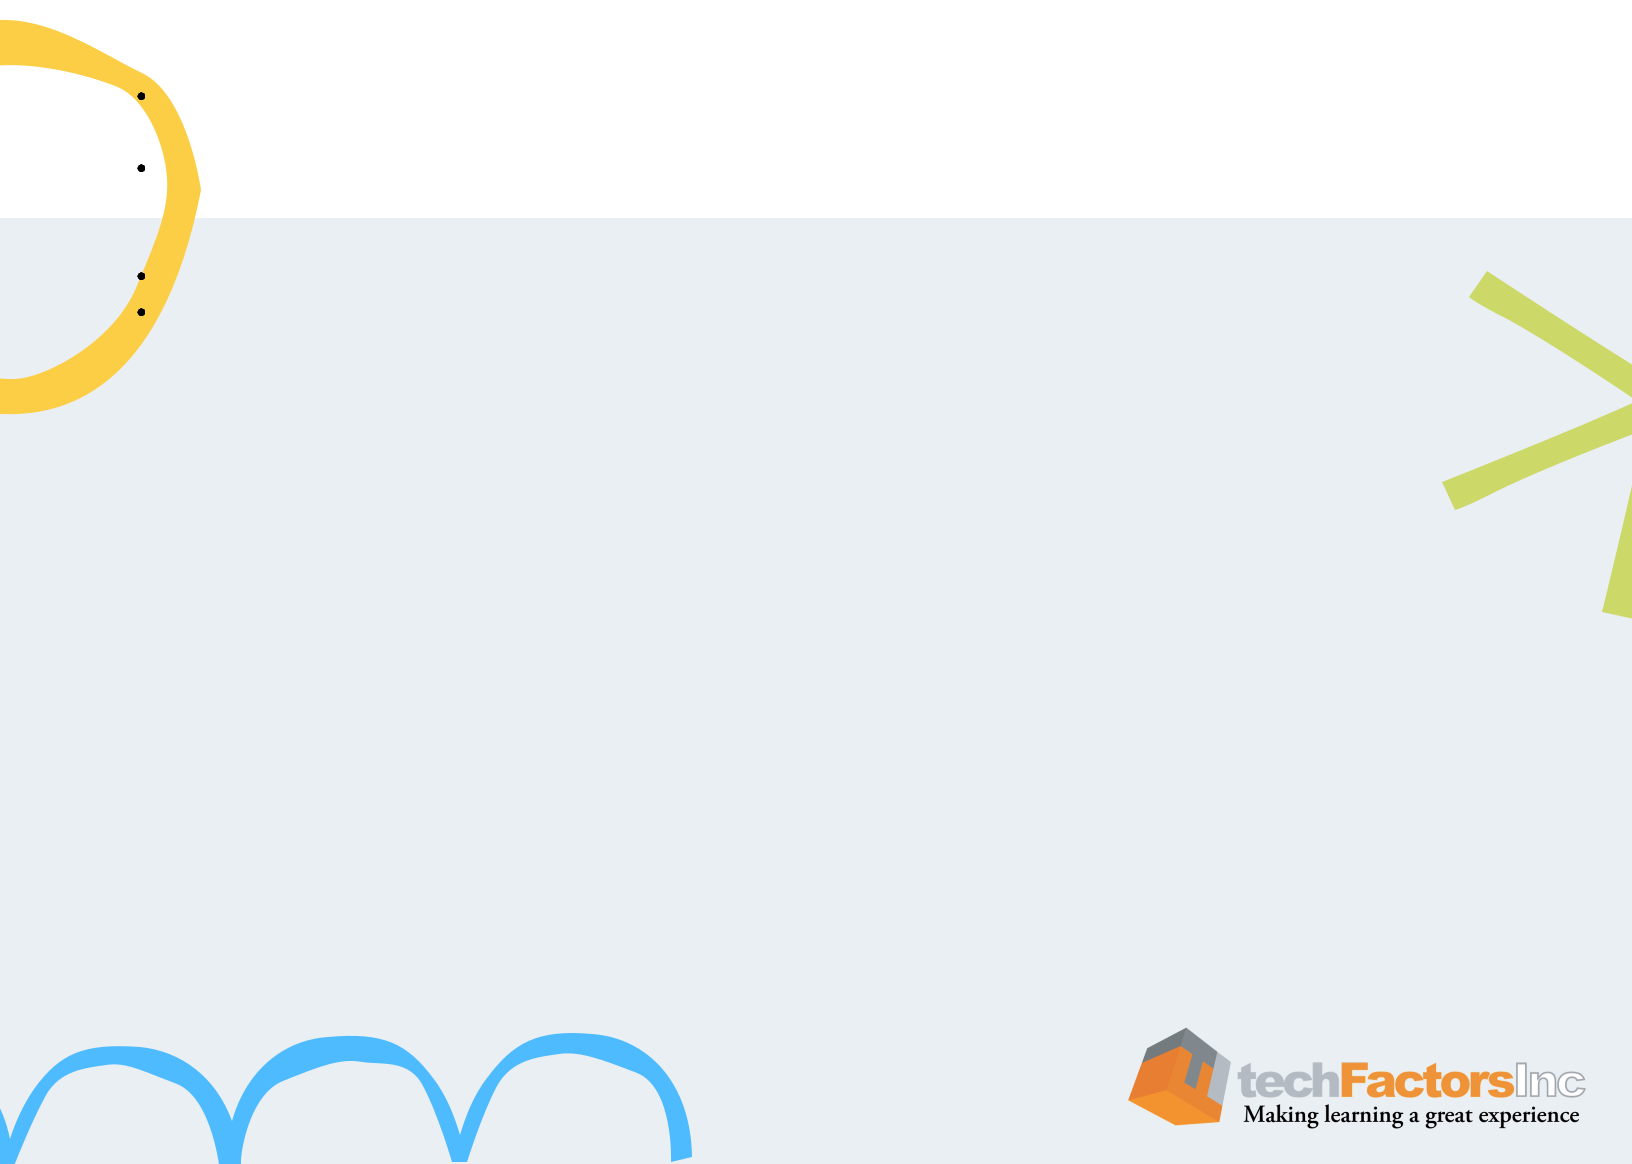 •
•
•
•
techFactorsInc
Making learning a great experience